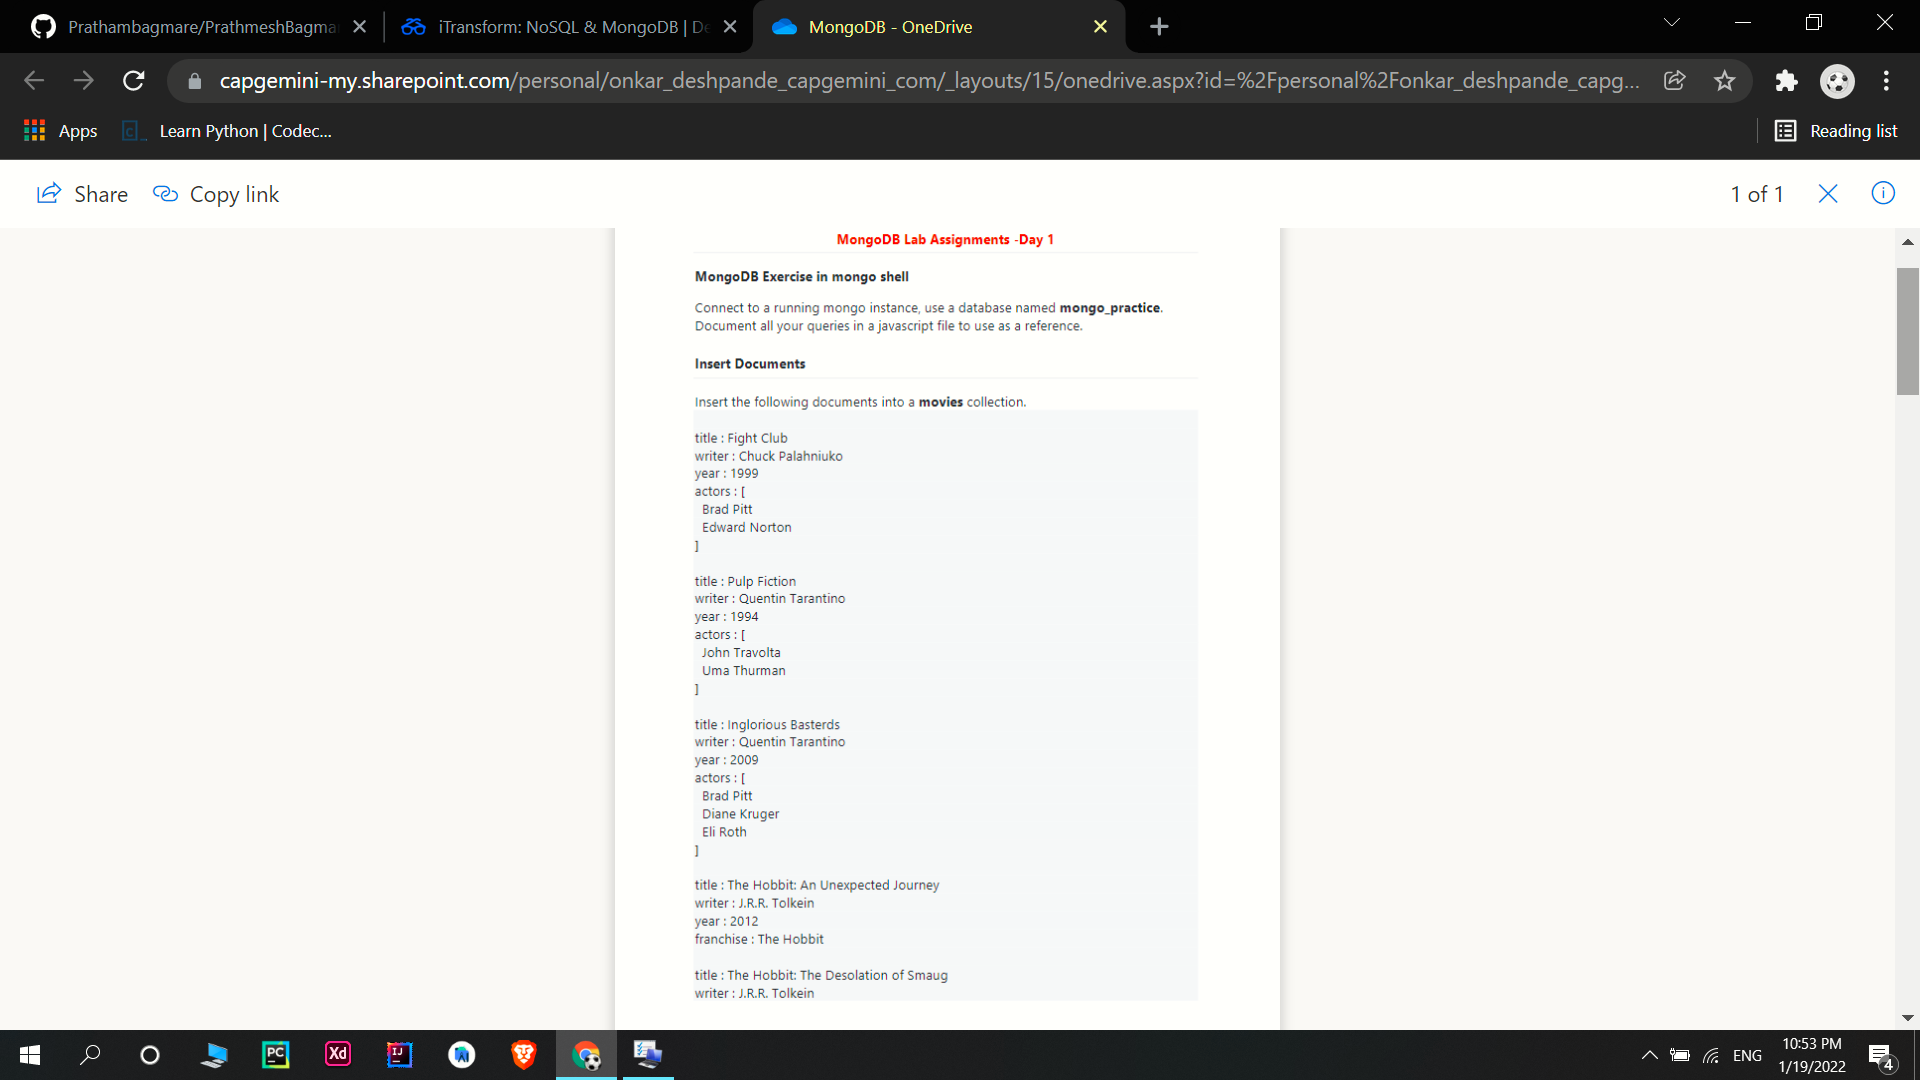 Prathambagmare/PrathmeshBagma
iTransform: NoSQL & MongoDB | De
MongoDB - OneDrive
capgemini-my.sharepoint.com/personal/onkar_deshpande_capgemini_com/_layouts/15/onedrive.aspx?id=%2Fpersonal%2Fonkar_deshpande_capg...
Apps
Learn Python | Codec...
Reading list
Share
Copy link
1 of 1
MongoDB Lab Assignments -Day 1
MongoDB Exercise in mongo shell
Connect to a running mongo instance, use a database named mongo_practice.
Document all your queries in a javascript file to use as a reference.
Insert Documents
Insert the following documents into a movies collection.
title : Fight Club
writer : Chuck Palahniuko
year : 1999
actors : [
Brad Pitt
Edward Norton
]
title : Pulp Fiction
writer : Quentin Tarantino
year : 1994
actors : [
John Travolta
Uma Thurman
]
title : Inglorious Basterds
writer : Quentin Tarantino
year : 2009
actors : [
Brad Pitt
Diane Kruger
Eli Roth
]
title : The Hobbit: An Unexpected Journey
writer : J.R.R. Tolkein
year : 2012
franchise : The Hobbit
title : The Hobbit: The Desolation of Smaug
writer : J.R.R. Tolkein
PC
Xd
IJ
ENG
10:53 PM
1/19/2022
4